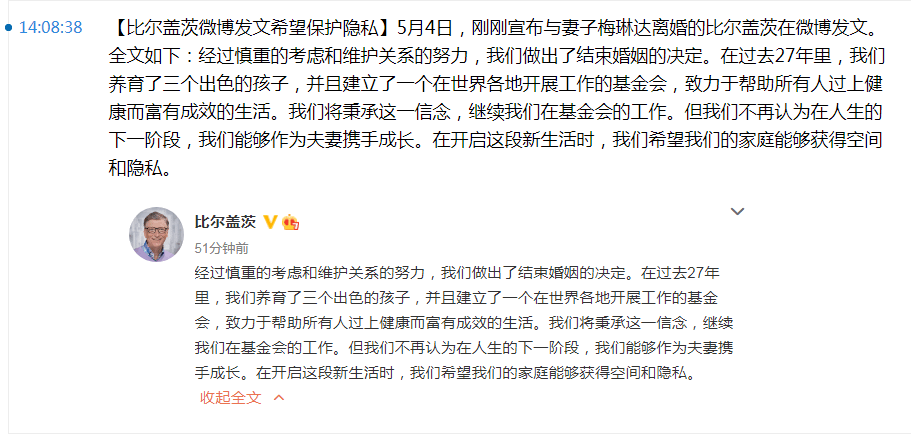 14:08:38
【比尔盖茨微博发文希望保护隐私】5月4日，刚刚宣布与妻子梅琳达离婚的比尔盖茨在微博发文。
全文如下：经过慎重的考虑和维护关系的努力，我们做出了结束婚姻的决定。在过去27年里，我们
养育了三个出色的孩子，并且建立了一个在世界各地开展工作的基金会，致力于帮助所有人过上健
康而富有成效的生活。我们将秉承这一信念，继续我们在基金会的工作。但我们不再认为在人生的
下一阶段，我们能够作为夫妻携手成长。在开启这段新生活时，我们希望我们的家庭能够获得空间
和隐私。
比尔盖茨
51分钟前
经过慎重的考虑和维护关系的努力，我们做出了结束婚姻的决定。在过去27年
里，我们养育了三个出色的孩子，并且建立了一个在世界各地开展工作的基金
会，致力于帮助所有人过上健康而富有成效的生活。我们将秉承这一信念，继续
我们在基金会的工作。但我们不再认为在人生的下一阶段，我们能够作为夫妻携
手成长。在开启这段新生活时，我们希望我们的家庭能够获得空间和隐私。
收起全文